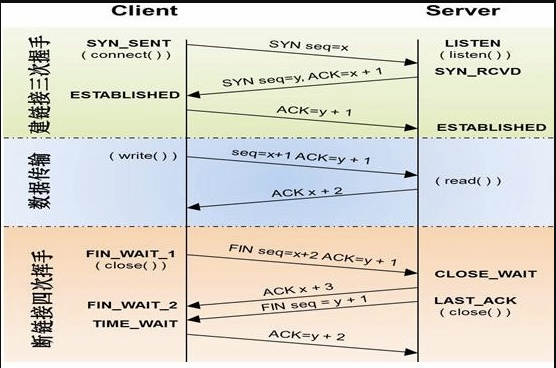 Client
Server
建链接三次握手
SYN_SENT
(connect())
SYN seq=x
LISTEN
(listen())
SYN_RCVD
SYN seq=y, ACK=x + 1
ESTABLISHED
ACK=y + 1
ESTABLISHED
数据传输
(write())
seq=x+1 ACK=y + 1
(read())
ACK x + 2
断链接四次挥手
FIN_WAIT_1
(close())
FIN seq=x+2 ACK=y + 1
CLOSE_WAIT
ACK x + 3
FIN_WAIT_2
FIN seq = y + 1
LAST_ACK
(close())
TIME_WAIT
ACK=y + 2